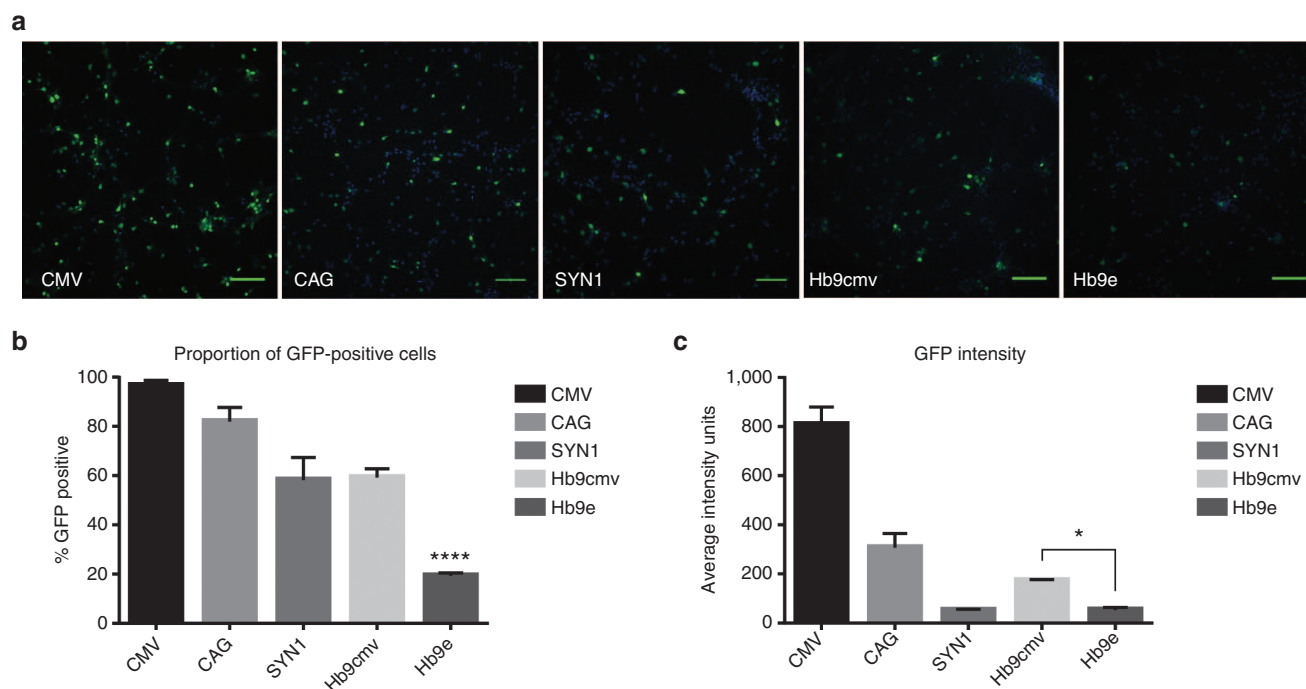 a
CMV
CAG
SYN1
Hb9cmv
Hb9e
b
Proportion of GFP-positive cells
% GFP positive
100
80
60
40
20
0
****
CMV
CAG
SYN1
Hb9cmv
Hb9e
CMV
CAG
SYN1
Hb9cmv
Hb9e
c
GFP intensity
Average intensity units
1,000
800
600
400
200
0
*
CMV
CAG
SYN1
Hb9cmv
Hb9e
CMV
CAG
SYN1
Hb9cmv
Hb9e